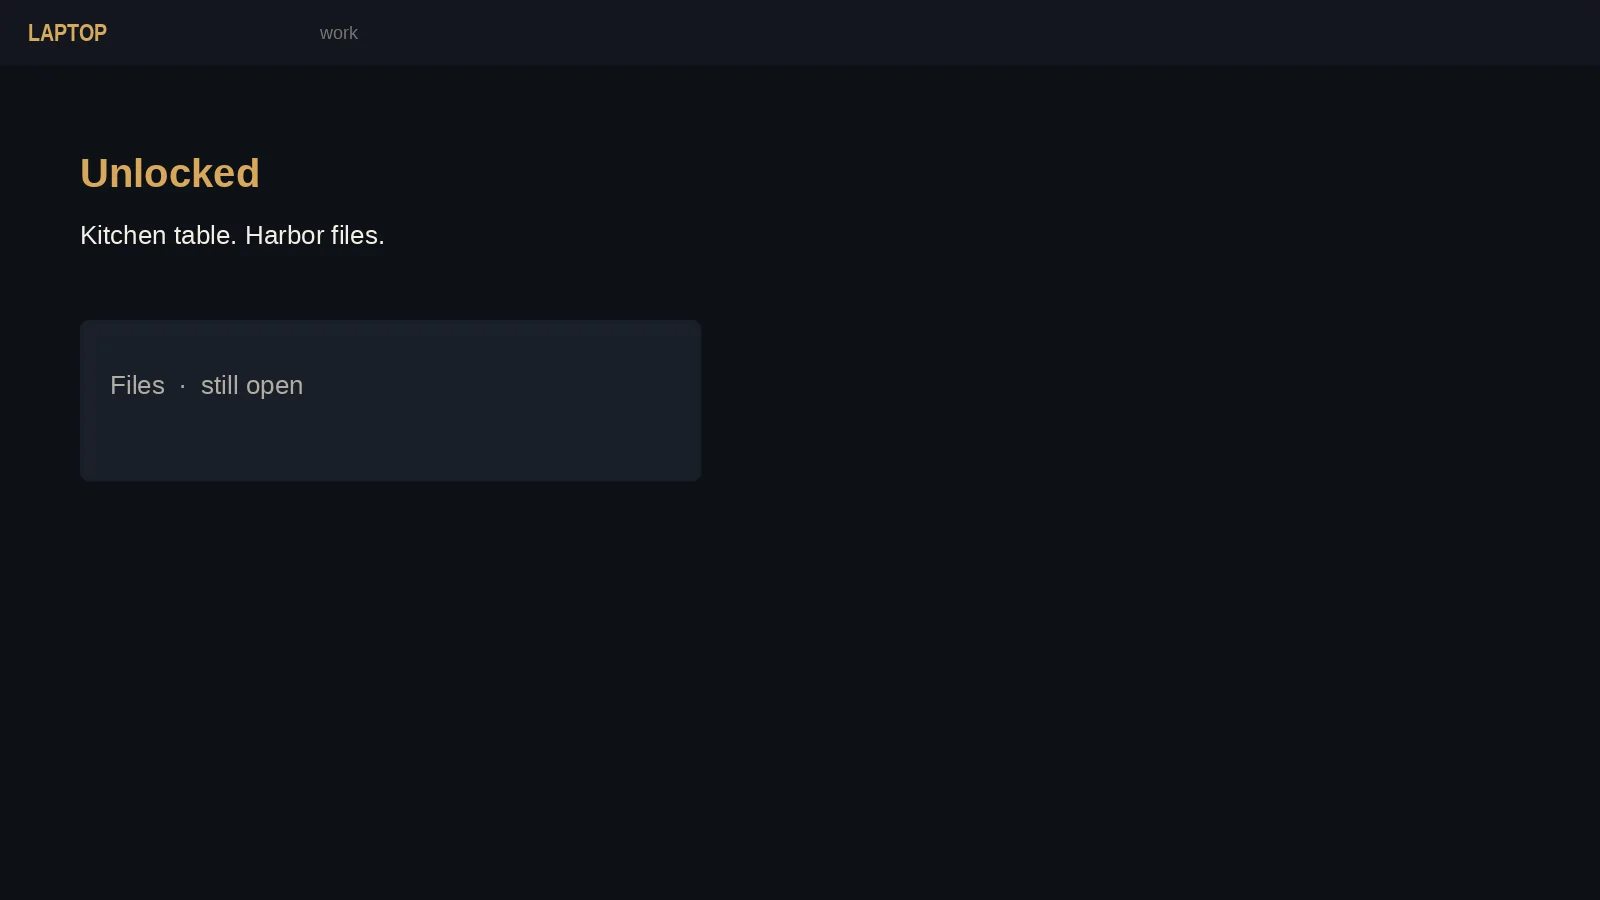 LAPTOP work
Unlocked
Kitchen table. Harbor files.
Files · still open